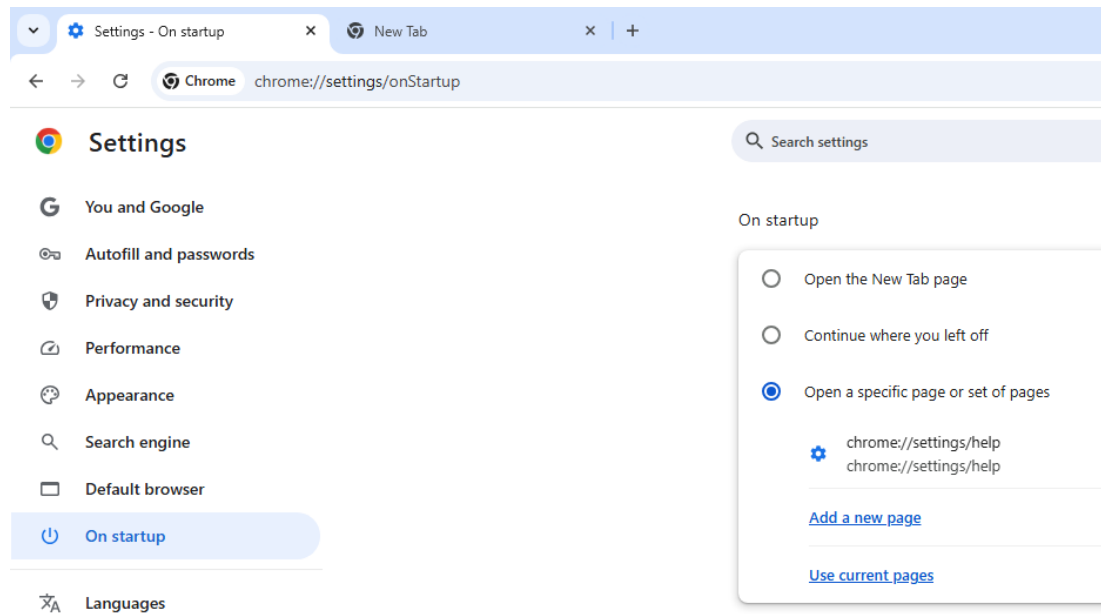 Settings - On startup
New Tab
Chrome
chrome://settings/onStartup
Settings
Search settings
You and Google
Autofill and passwords
Privacy and security
Performance
Appearance
Search engine
Default browser
On startup
Languages
On startup
Open the New Tab page
Continue where you left off
Open a specific page or set of pages
chrome://settings/help
chrome://settings/help
Add a new page
Use current pages